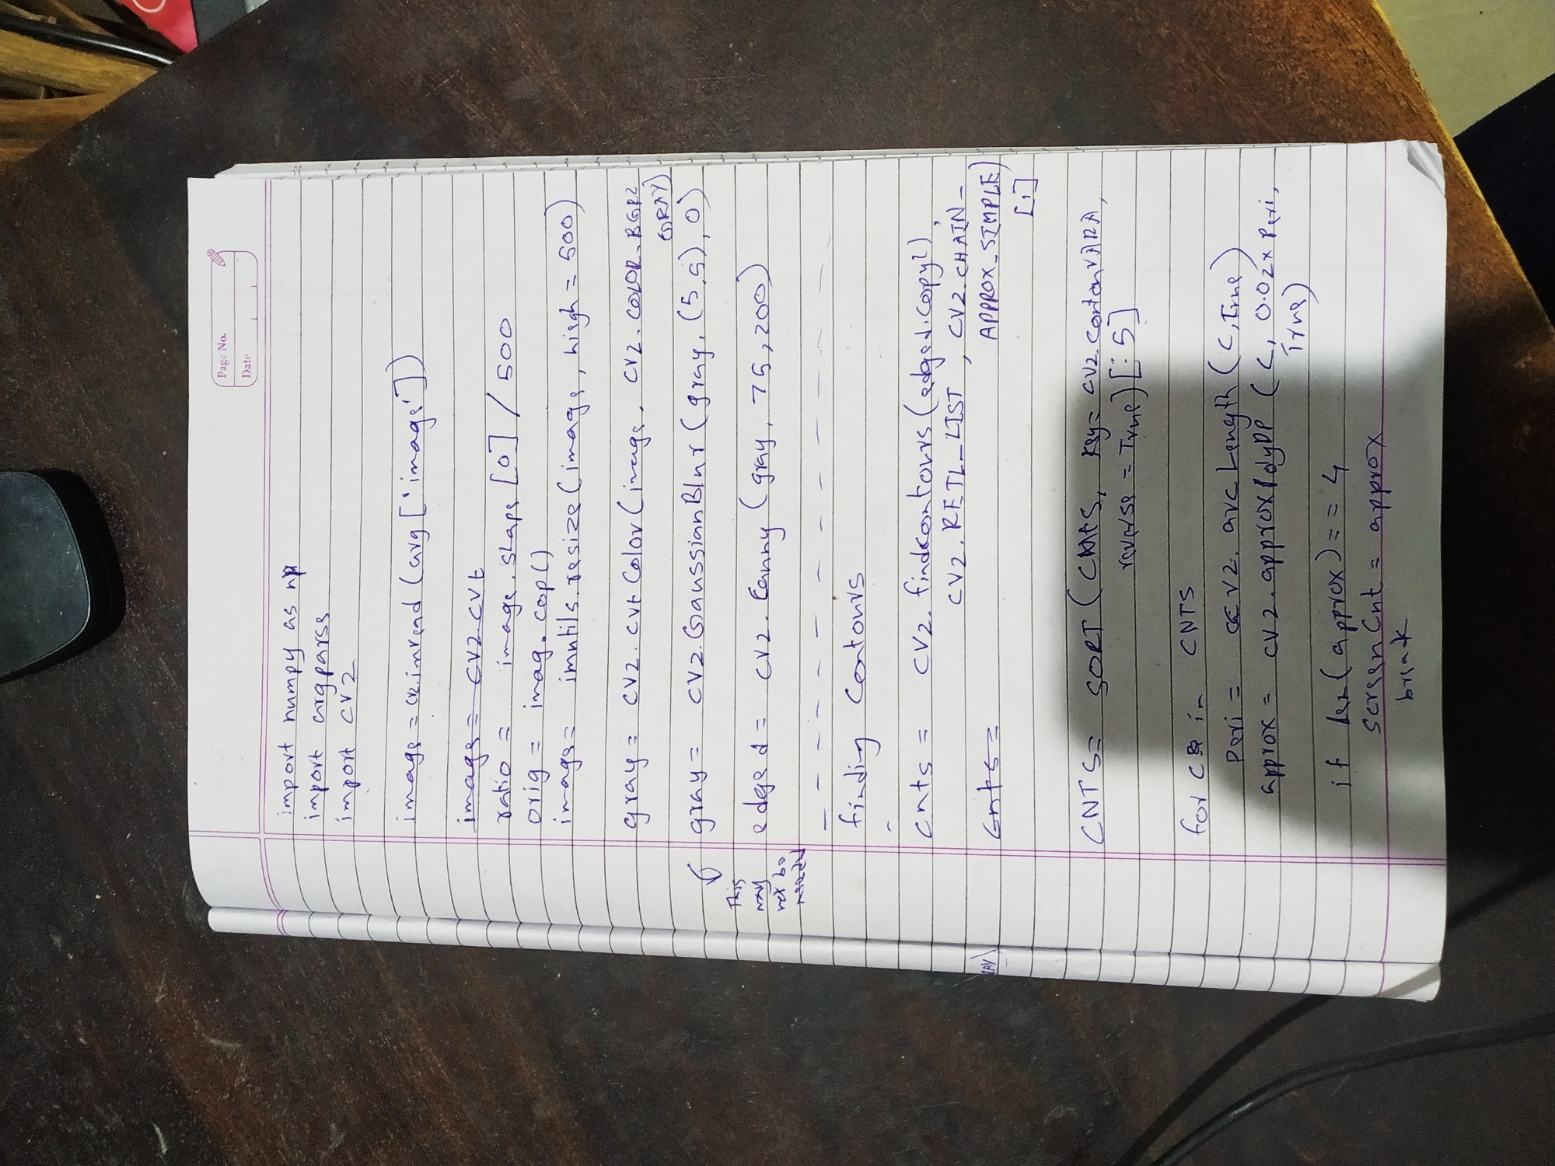 Page No.
Date
import numpy as np
import argparse
import cv2
image = cv2.imread (arg ['image'])
image = cv2.cvt
ratio = image.shape [0] / 500
orig = imag.cop()
image = imutils.resize (image, high = 500)
gray = cv2.cvt Color (image, cv2.COLOR_BGR2
GRAY)
gray = cv2.GaussianBlur (gray, (5,5), 0)
This
may
not be
needed
edged = cv2.Canny (gray, 75, 200)
finding Contours
cnts = cv2.findcontours (edged.copy(),
cv2.RETL_LIST, cv2.CHAIN_
cnts = APPROX_SIMPLE)
[1]
CNTS = SORT (CNTS, key = cv2.contourAREA,
reverse = True) [:5]
for c in CNTS
peri = cv2.arc Length (c, True)
approx = cv2.approxPolyDP (c, 0.02 x Peri,
True)
if len(approx) == 4
screenCnt = approx
break